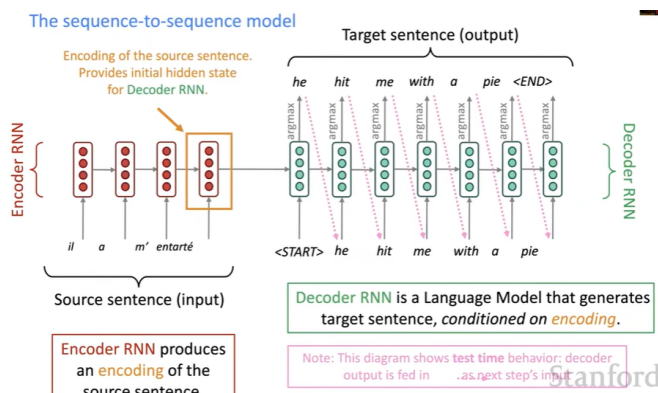 The sequence-to-sequence model
Target sentence (output)
Encoding of the source sentence.
Provides initial hidden state
for Decoder RNN.
he hit me with a pie <END>
argmax argmax argmax argmax argmax argmax argmax
Encoder RNN
Decoder RNN
il a m' entarté
<START> he hit me with a pie
Source sentence (input)
Decoder RNN is a Language Model that generates
target sentence, conditioned on encoding.
Encoder RNN produces
an encoding of the
source sentence.
Note: This diagram shows test time behavior: decoder
output is fed in as next step's input
Stanford